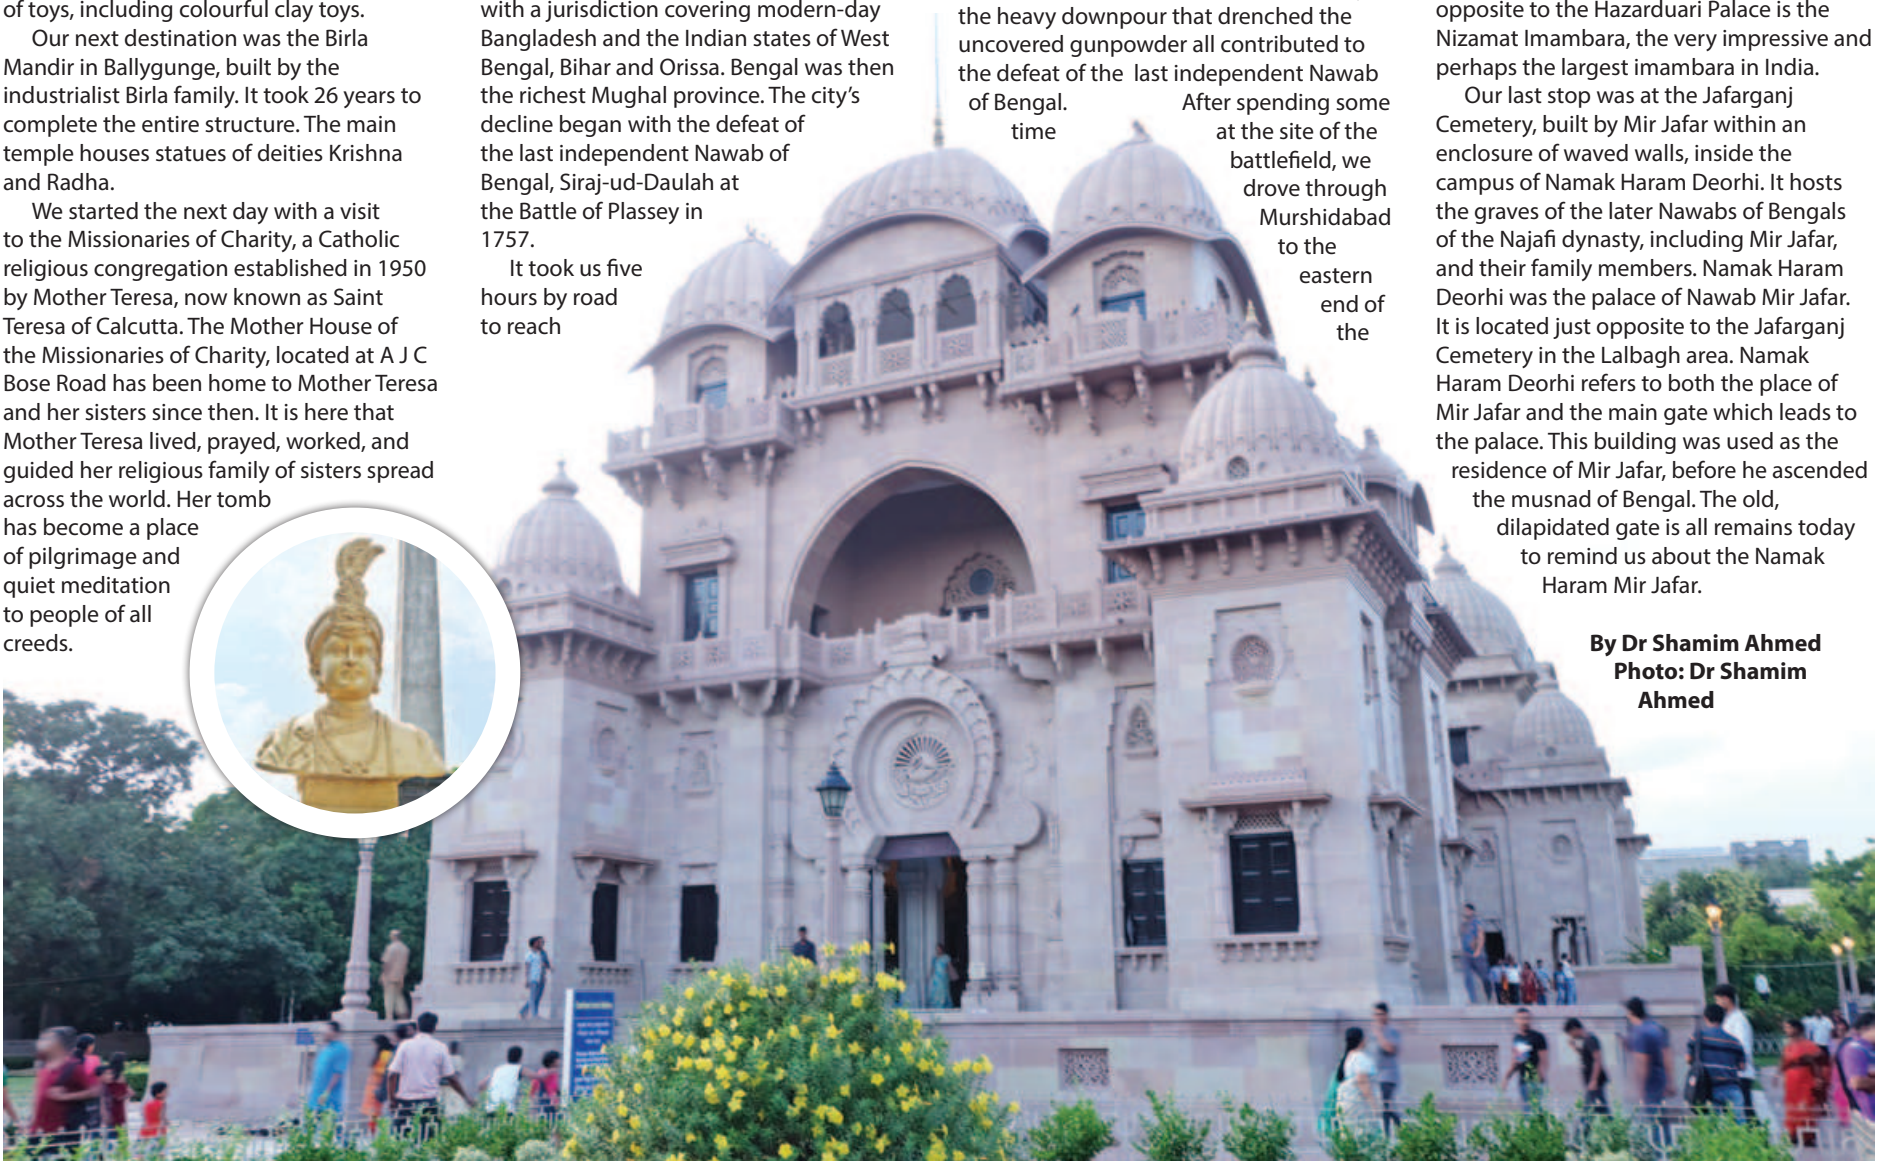 of toys, including colourful clay toys.
Our next destination was the Birla
Mandir in Ballygunge, built by the
industrialist Birla family. It took 26 years to
complete the entire structure. The main
temple houses statues of deities Krishna
and Radha.
We started the next day with a visit
to the Missionaries of Charity, a Catholic
religious congregation established in 1950
by Mother Teresa, now known as Saint
Teresa of Calcutta. The Mother House of
the Missionaries of Charity, located at A J C
Bose Road has been home to Mother Teresa
and her sisters since then. It is here that
Mother Teresa lived, prayed, worked, and
guided her religious family of sisters spread
across the world. Her tomb
has become a place
of pilgrimage and
quiet meditation
to people of all
creeds.
with a jurisdiction covering modern-day
Bangladesh and the Indian states of West
Bengal, Bihar and Orissa. Bengal was then
the richest Mughal province. The city's
decline began with the defeat of
the last independent Nawab of
Bengal, Siraj-ud-Daulah at
the Battle of Plassey in
1757.
It took us five
hours by road
to reach
the heavy downpour that drenched the
uncovered gunpowder all contributed to
the defeat of the last independent Nawab
of Bengal. After spending some
time at the site of the
battlefield, we
drove through
Murshidabad
to the
eastern
end of
the
opposite to the Hazarduari Palace is the
Nizamat Imambara, the very impressive and
perhaps the largest imambara in India.
Our last stop was at the Jafarganj
Cemetery, built by Mir Jafar within an
enclosure of waved walls, inside the
campus of Namak Haram Deorhi. It hosts
the graves of the later Nawabs of Bengals
of the Najafi dynasty, including Mir Jafar,
and their family members. Namak Haram
Deorhi was the palace of Nawab Mir Jafar.
It is located just opposite to the Jafarganj
Cemetery in the Lalbagh area. Namak
Haram Deorhi refers to both the place of
Mir Jafar and the main gate which leads to
the palace. This building was used as the
residence of Mir Jafar, before he ascended
the musnad of Bengal. The old,
dilapidated gate is all remains today
to remind us about the Namak
Haram Mir Jafar.
By Dr Shamim Ahmed
Photo: Dr Shamim
Ahmed